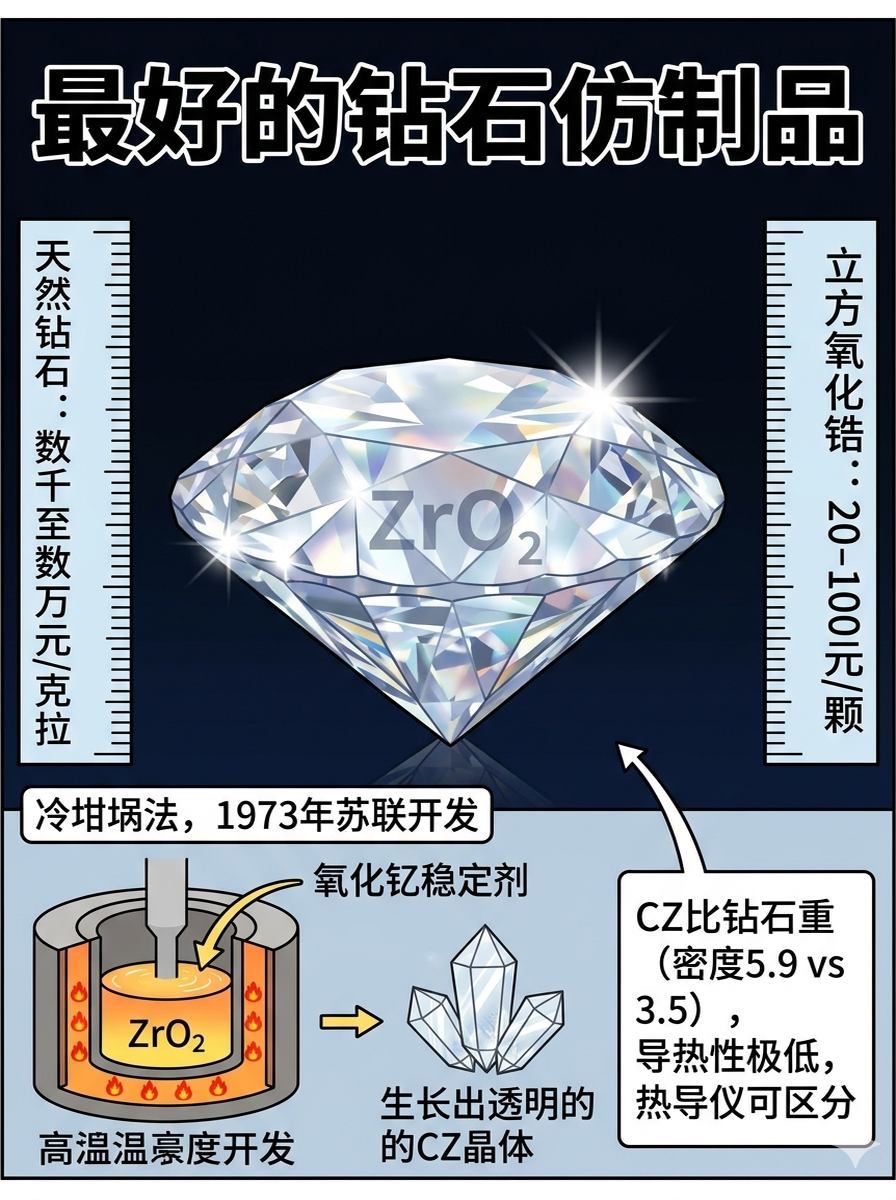 最好的钻石仿制品
天然钻石：数千至数万元/克拉
立方氧化锆：20-100元/颗
ZrO₂
冷坩埚法，1973年苏联开发
氧化钇稳定剂
ZrO₂
高温温豪度开发
生长出透明的
的CZ晶体
CZ比钻石重
（密度5.9 vs
3.5），
导热性极低，
热导仪可区分